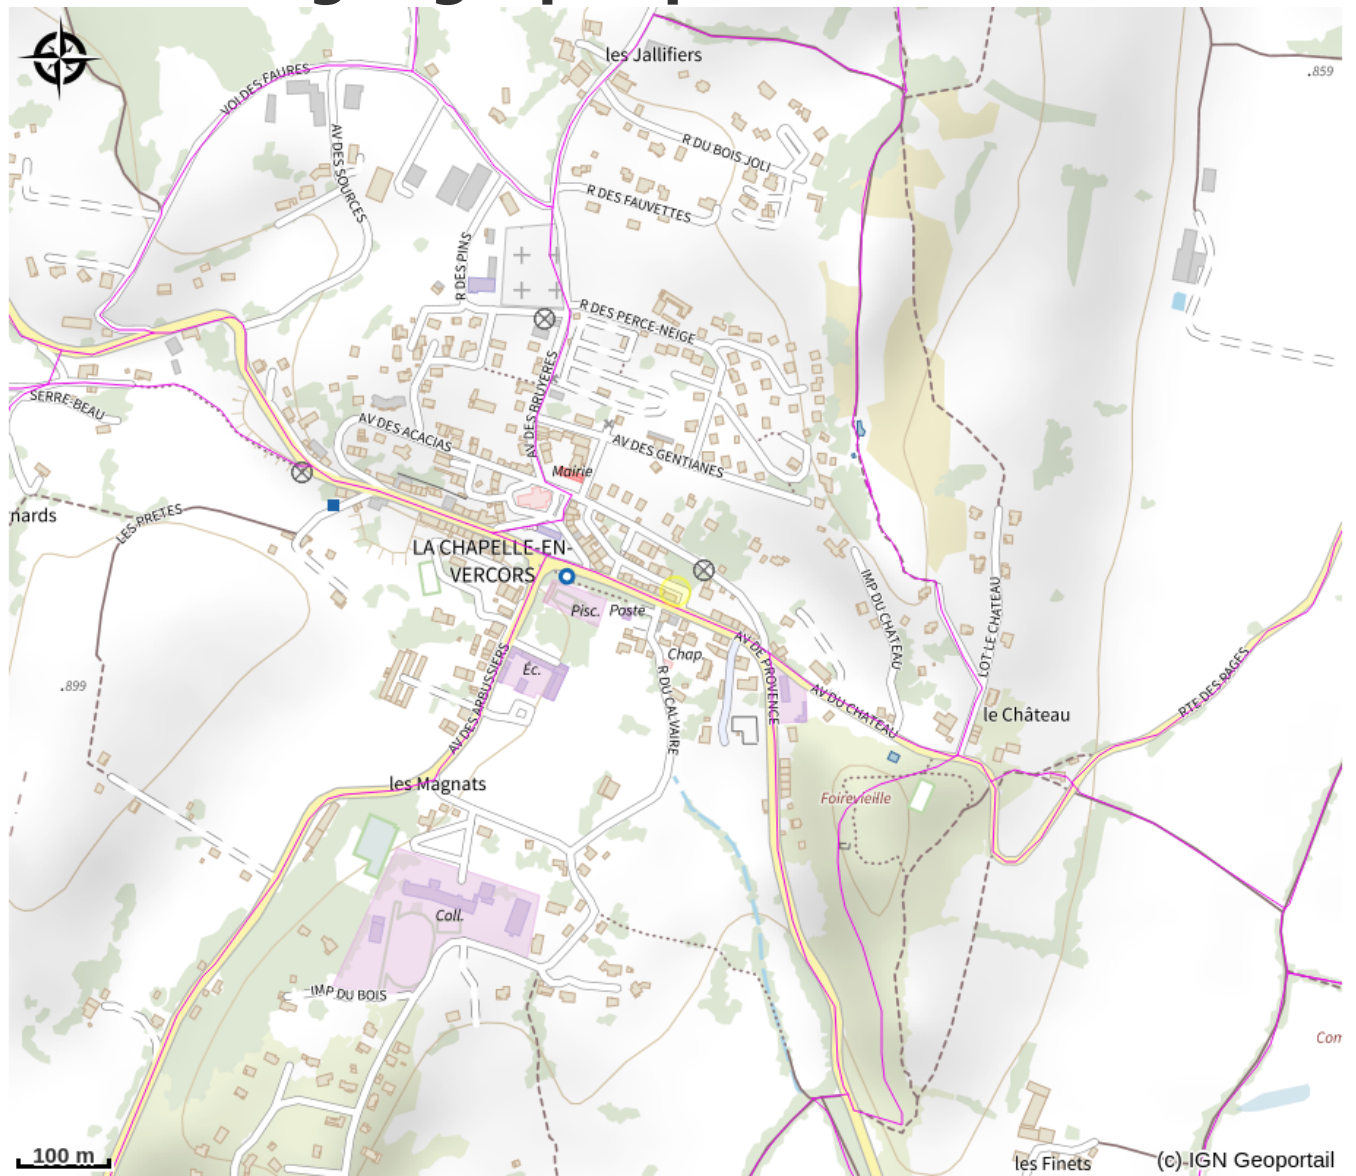 les Jallifiers
.859
VOI DES FAURES
AV DES SOURCES
R DU BOIS JOLI
R DES FAUVETTES
R DES PINS
R DES PERCE-NEIGE
AV DES BRUYERES
SERRE-BEAU
AV DES ACACIAS
AV DES GENTIANES
Mairie
nards
LES PRETES
LA CHAPELLE-EN-
VERCORS
IMP DU CHATEAU
LOT LE CHATEAU
Pisc.
Poste
Chap.
AV DE PROVENCE
Éc.
R DU CALVAIRE
AV DES ARBUSSIERS
.899
AV DU CHATEAU
RTE DES RAGES
le Château
les Magnats
Foirevieille
Coll.
IMP DU BOIS
Com
100 m
les Finets
(c) IGN Geoportail